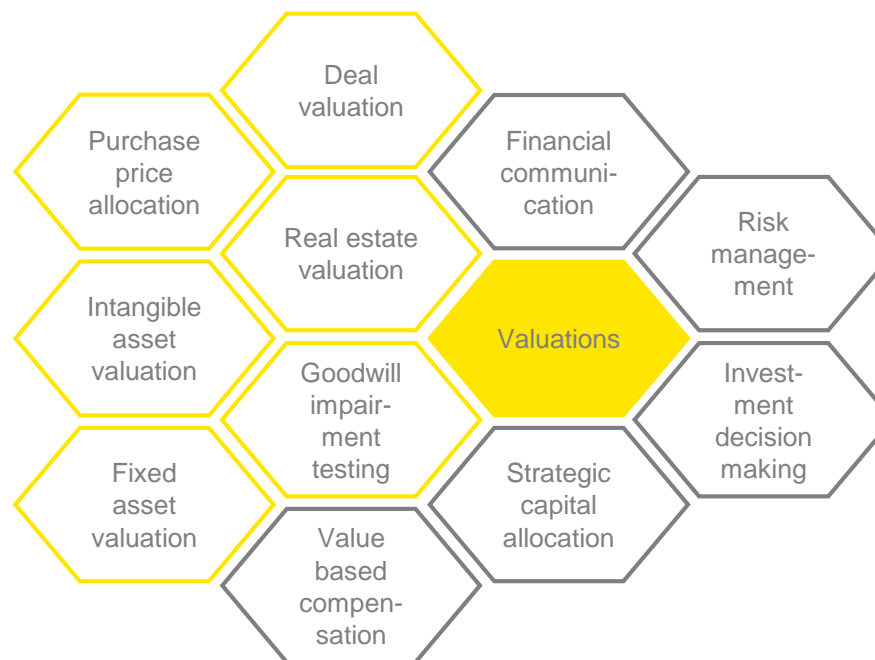 Deal
valuation
Purchase
price
allocation
Financial
communi-
cation
Real estate
valuation
Risk
manage-
ment
Intangible
asset
valuation
Valuations
Goodwill
impair-
ment
testing
Invest-
ment
decision
making
Fixed
asset
valuation
Strategic
capital
allocation
Value
based
compen-
sation